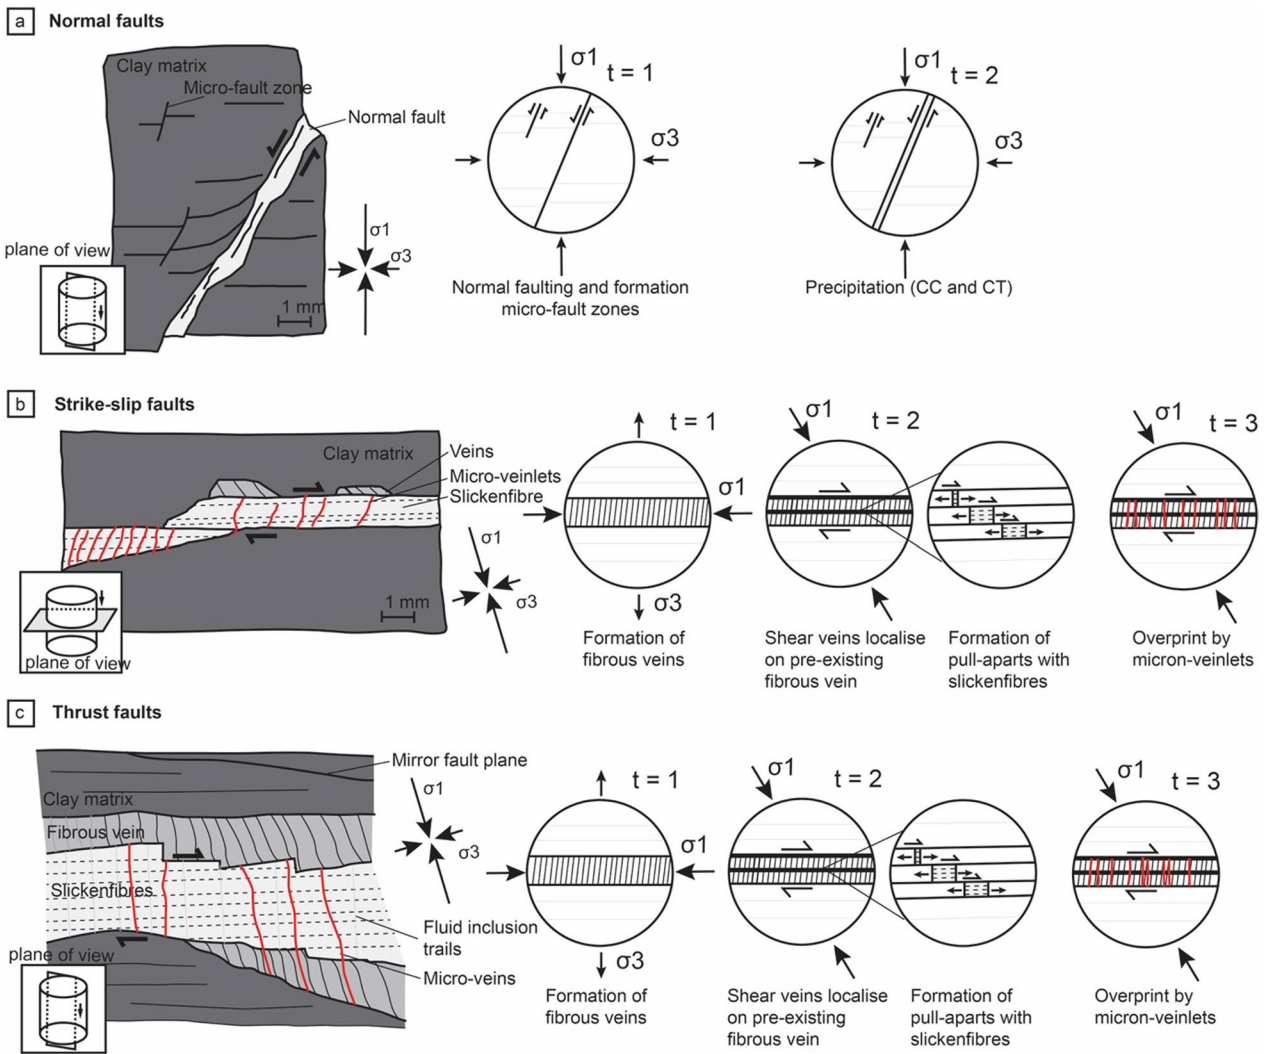 a Normal faults
Clay matrix
Micro-fault zone
Normal fault
σ1
σ3
plane of view
1 mm
σ1
t = 1
σ3
Normal faulting and formation
micro-fault zones
σ1
t = 2
σ3
Precipitation (CC and CT)
b Strike-slip faults
Clay matrix
Veins
Micro-veinlets
Slickenfibre
σ1
σ3
1 mm
plane of view
t = 1
σ1
σ3
Formation of
fibrous veins
σ1
t = 2
Shear veins localise
on pre-existing
fibrous vein
Formation of
pull-aparts with
slickenfibres
σ1
t = 3
Overprint by
micron-veinlets
c Thrust faults
Mirror fault plane
Clay matrix
Fibrous vein
Slickenfibres
σ1
σ3
Fluid inclusion
trails
Micro-veins
plane of view
t = 1
σ1
σ3
Formation of
fibrous veins
σ1
t = 2
Shear veins localise
on pre-existing
fibrous vein
Formation of
pull-aparts with
slickenfibres
σ1
t = 3
Overprint by
micron-veinlets